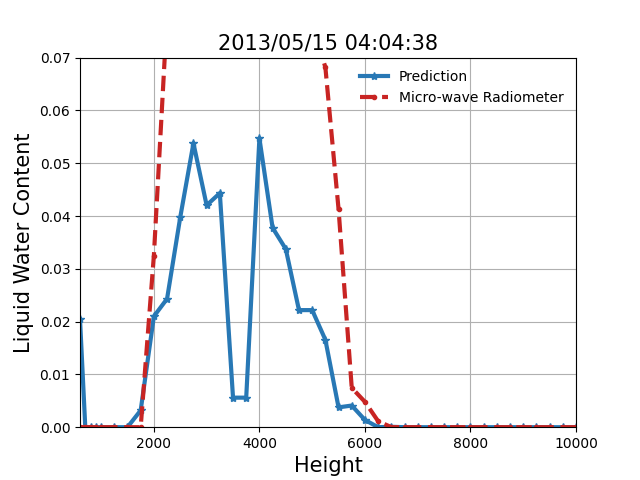 2013/05/15 04:04:38
0.07
0.06
0.05
0.04
0.03
0.02
0.01
0.00
Liquid Water Content
Prediction
Micro-wave Radiometer
2000 4000 6000 8000 10000
Height